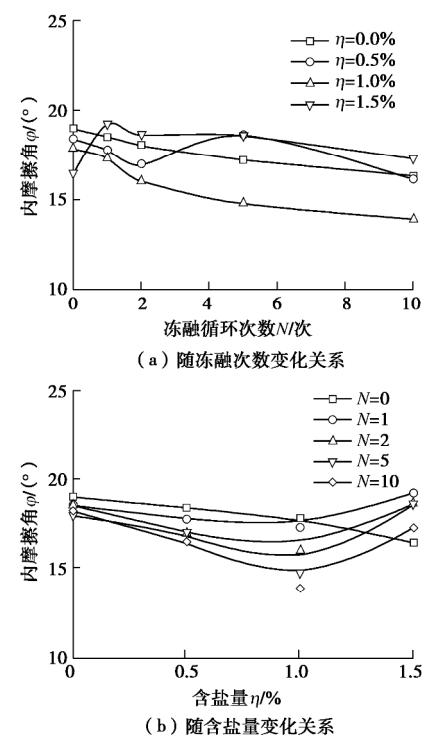 25
20
15
10
内摩擦角φ/(°)
η=0.0%
η=0.5%
η=1.0%
η=1.5%
0 2 4 6 8 10
冻融循环次数N/次
(a) 随冻融次数变化关系
25
20
15
10
内摩擦角φ/(°)
N=0
N=1
N=2
N=5
N=10
0 0.5 1.0 1.5
含盐量η/%
(b) 随含盐量变化关系